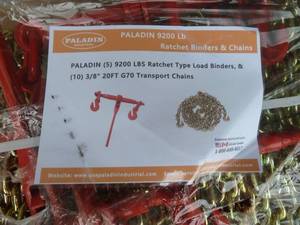 PALADIN
PALADIN 9200 Lb
Ratchet Binders & Chains
PALADIN (5) 9200 LBS Ratchet Type Load Binders, &
(10) 3/8" 20FT G70 Transport Chains